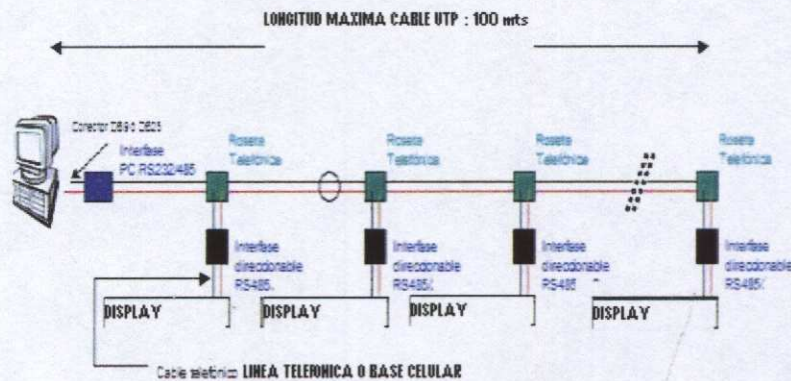 LONGITUD MAXIMA CABLE UTP : 100 mts
Conector DB9 o DB25
Interfase
PC RS232/485
Roseta
Telefónica
Roseta
Telefónica
Roseta
Telefónica
Roseta
Telefónica
Interfase
direccionable
RS485
Interfase
direccionable
RS485
Interfase
direccionable
RS485
Interfase
direccionable
RS485
DISPLAY
DISPLAY
DISPLAY
DISPLAY
Cable telefónico LINEA TELEFONICA O BASE CELULAR